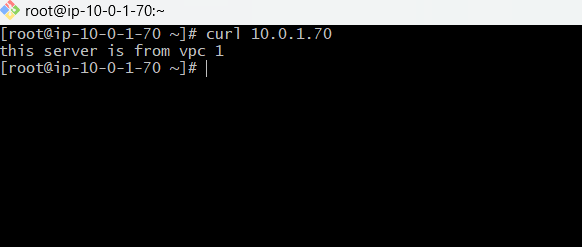 root@ip-10-0-1-70:~
[root@ip-10-0-1-70 ~]# curl 10.0.1.70
this server is from vpc 1
[root@ip-10-0-1-70 ~]#